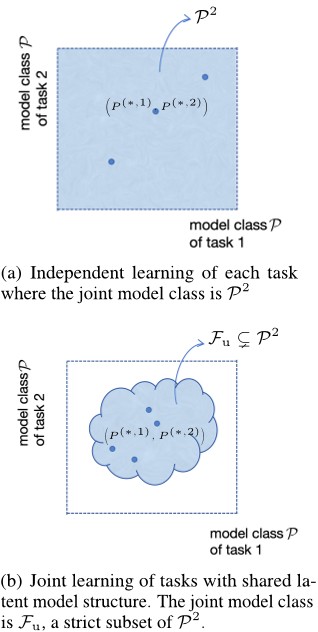 𝒫²
model class 𝒫
of task 2
(P^(*,1), P^(*,2))
model class 𝒫
of task 1
(a) Independent learning of each task
where the joint model class is 𝒫²
ℱᵤ ⊊ 𝒫²
model class 𝒫
of task 2
(P^(*,1), P^(*,2))
model class 𝒫
of task 1
(b) Joint learning of tasks with shared la-
tent model structure. The joint model class
is ℱᵤ, a strict subset of 𝒫².